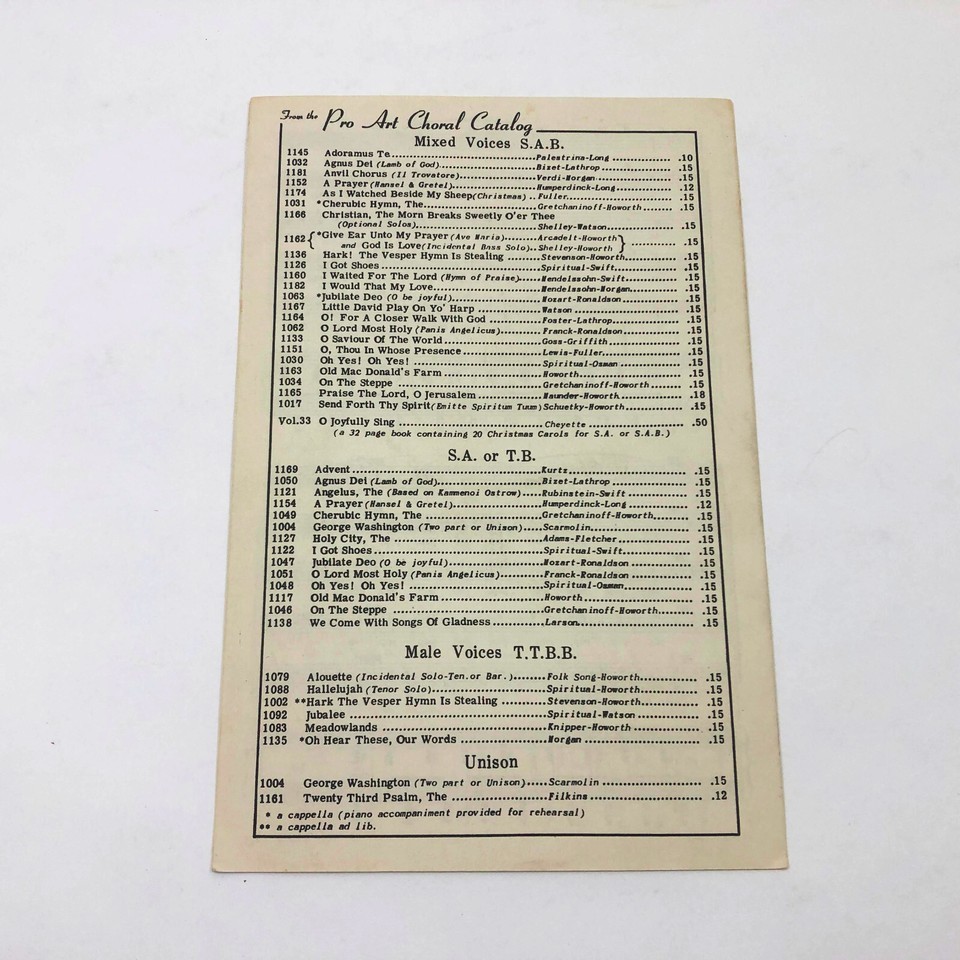 From the Pro Art Choral Catalog
Mixed Voices S.A.B.
1145 Adoramus Te..........Palestrina-Long .......... .10
1032 Agnus Dei (Lamb of God)..........Bizet-Lathrop .......... .15
1181 Anvil Chorus (Il Trovatore)..........Verdi-Morgan.......... .15
1152 A Prayer (Hansel & Gretel)..........Humperdinck-Long .......... .12
1174 As I Watched Beside My Sheep(Christmas) ..Fuller.......... .15
1031 *Cherubic Hymn, The..........Gretchaninoff-Howorth.......... .15
1166 Christian, The Morn Breaks Sweetly O'er Thee
(Optional Solos)..........Shelley-Watson.......... .15
1162 { *Give Ear Unto My Prayer (Ave Maria)........Arcadelt-Howorth }
and God Is Love(Incidental Bass Solo)..Shelley-Howorth .......... .15
1136 Hark! The Vesper Hymn Is Stealing .......Stevenson-Howorth.......... .15
1126 I Got Shoes..........Spiritual-Swift.......... .15
1160 I Waited For The Lord (Hymn of Praise)......Mendelssohn-Swift.......... .15
1182 I Would That My Love..........Mendelssohn-Morgan.......... .15
1063 *Jubilate Deo (O be joyful)..........Mozart-Ronaldson .......... .15
1167 Little David Play On Yo' Harp ..........Watson .......... .15
1164 O! For A Closer Walk With God ..........Foster-Lathrop.......... .15
1062 O Lord Most Holy (Panis Angelicus)........Franck-Ronaldson .......... .15
1133 O Saviour Of The World ..........Goss-Griffith .......... .15
1151 O, Thou In Whose Presence..........Lewis-Fuller.......... .15
1030 Oh Yes! Oh Yes! ..........Spiritual-Osman .......... .15
1163 Old Mac Donald's Farm ..........Howorth.......... .15
1034 On The Steppe ..........Gretchaninoff-Howorth.......... .15
1165 Praise The Lord, O Jerusalem ..........Maunder-Howorth.......... .18
1017 Send Forth Thy Spirit(Emitte Spiritum Tuum)Schuetky-Howorth.......... .15
Vol.33 O Joyfully Sing ..........Cheyette .......... .50
(a 32 page book containing 20 Christmas Carols for S.A. or S.A.B.)
S.A. or T.B.
1169 Advent..........Kurtz.......... .15
1050 Agnus Dei (Lamb of God)..........Bizet-Lathrop .......... .15
1121 Angelus, The (Based on Kammenoi Ostrow).....Rubinstein-Swift .......... .15
1154 A Prayer (Hansel & Gretel)..........Humperdinck-Long .......... .12
1049 Cherubic Hymn, The ..........Gretchaninoff-Howorth.......... .15
1004 George Washington (Two part or Unison).....Scarmolin.......... .15
1127 Holy City, The ..........Adams-Fletcher.......... .15
1122 I Got Shoes..........Spiritual-Swift.......... .15
1047 Jubilate Deo (O be joyful)..........Mozart-Ronaldson .......... .15
1051 O Lord Most Holy (Panis Angelicus)..........Franck-Ronaldson .......... .15
1048 Oh Yes! Oh Yes! ..........Spiritual-Osman.......... .15
1117 Old Mac Donald's Farm ..........Howorth .......... .15
1046 On The Steppe ..........Gretchaninoff-Howorth.......... .15
1138 We Come With Songs Of Gladness ..........Larson.......... .15
Male Voices T.T.B.B.
1079 Alouette (Incidental Solo-Ten.or Bar.).......Folk Song-Howorth.......... .15
1088 Hallelujah (Tenor Solo)..........Spiritual-Howorth.......... .15
1002 **Hark The Vesper Hymn Is Stealing ..........Stevenson-Howorth.......... .15
1092 Jubalee ..........Spiritual-Watson .......... .15
1083 Meadowlands ..........Knipper-Howorth .......... .15
1135 *Oh Hear These, Our Words ..........Morgan .......... .15
Unison
1004 George Washington (Two part or Unison).....Scarmolin .......... .15
1161 Twenty Third Psalm, The ..........Filkins .......... .12
* a cappella (piano accompaniment provided for rehearsal)
** a cappella ad lib.